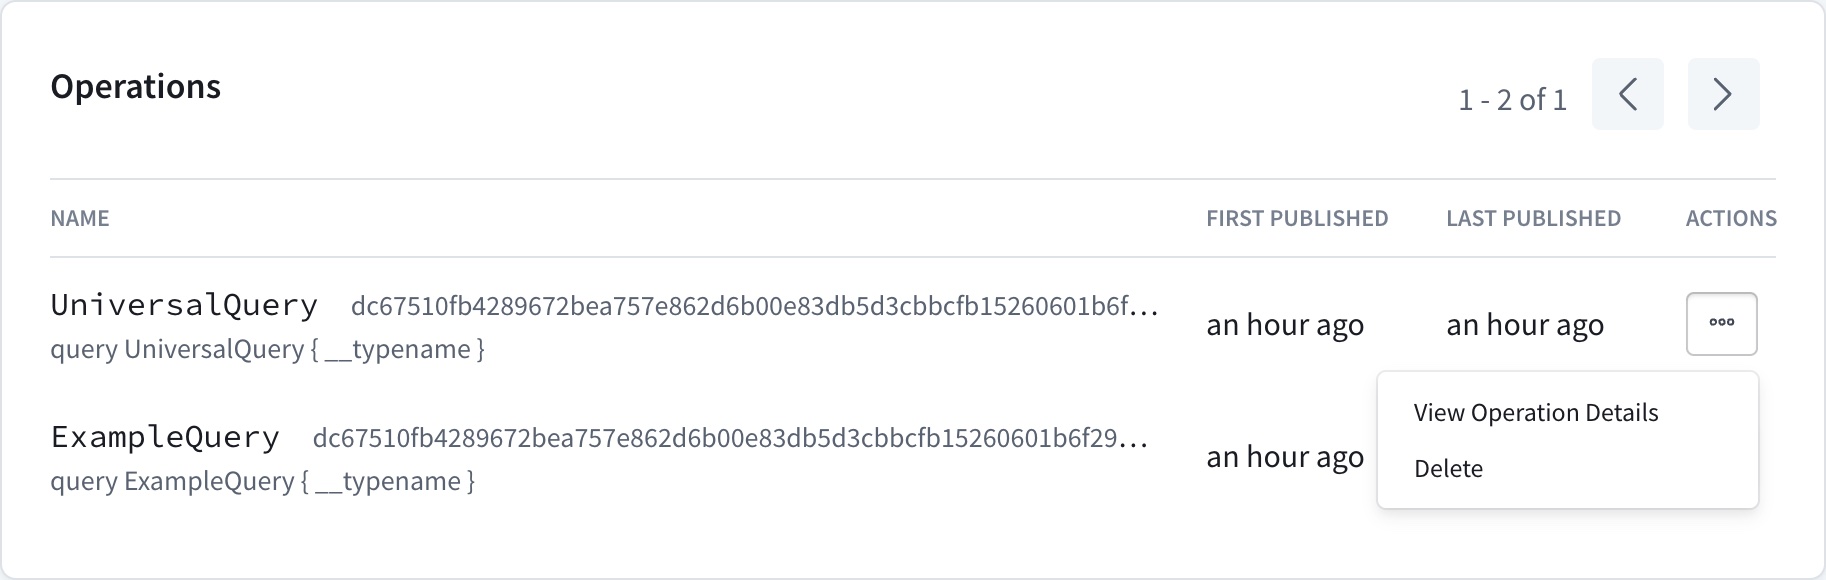 Operations
1 - 2 of 1
NAME FIRST PUBLISHED LAST PUBLISHED ACTIONS
UniversalQuery dc67510fb4289672bea757e862d6b00e83db5d3cbbcfb15260601b6f...
query UniversalQuery { __typename }
an hour ago an hour ago
View Operation Details
Delete
ExampleQuery dc67510fb4289672bea757e862d6b00e83db5d3cbbcfb15260601b6f29...
query ExampleQuery { __typename }
an hour ago